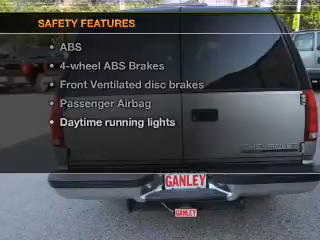 SAFETY FEATURES
• ABS
• 4-wheel ABS Brakes
• Front Ventilated disc brakes
• Passenger Airbag
• Daytime running lights
CHEVROLET
GANLEY
GANLEY